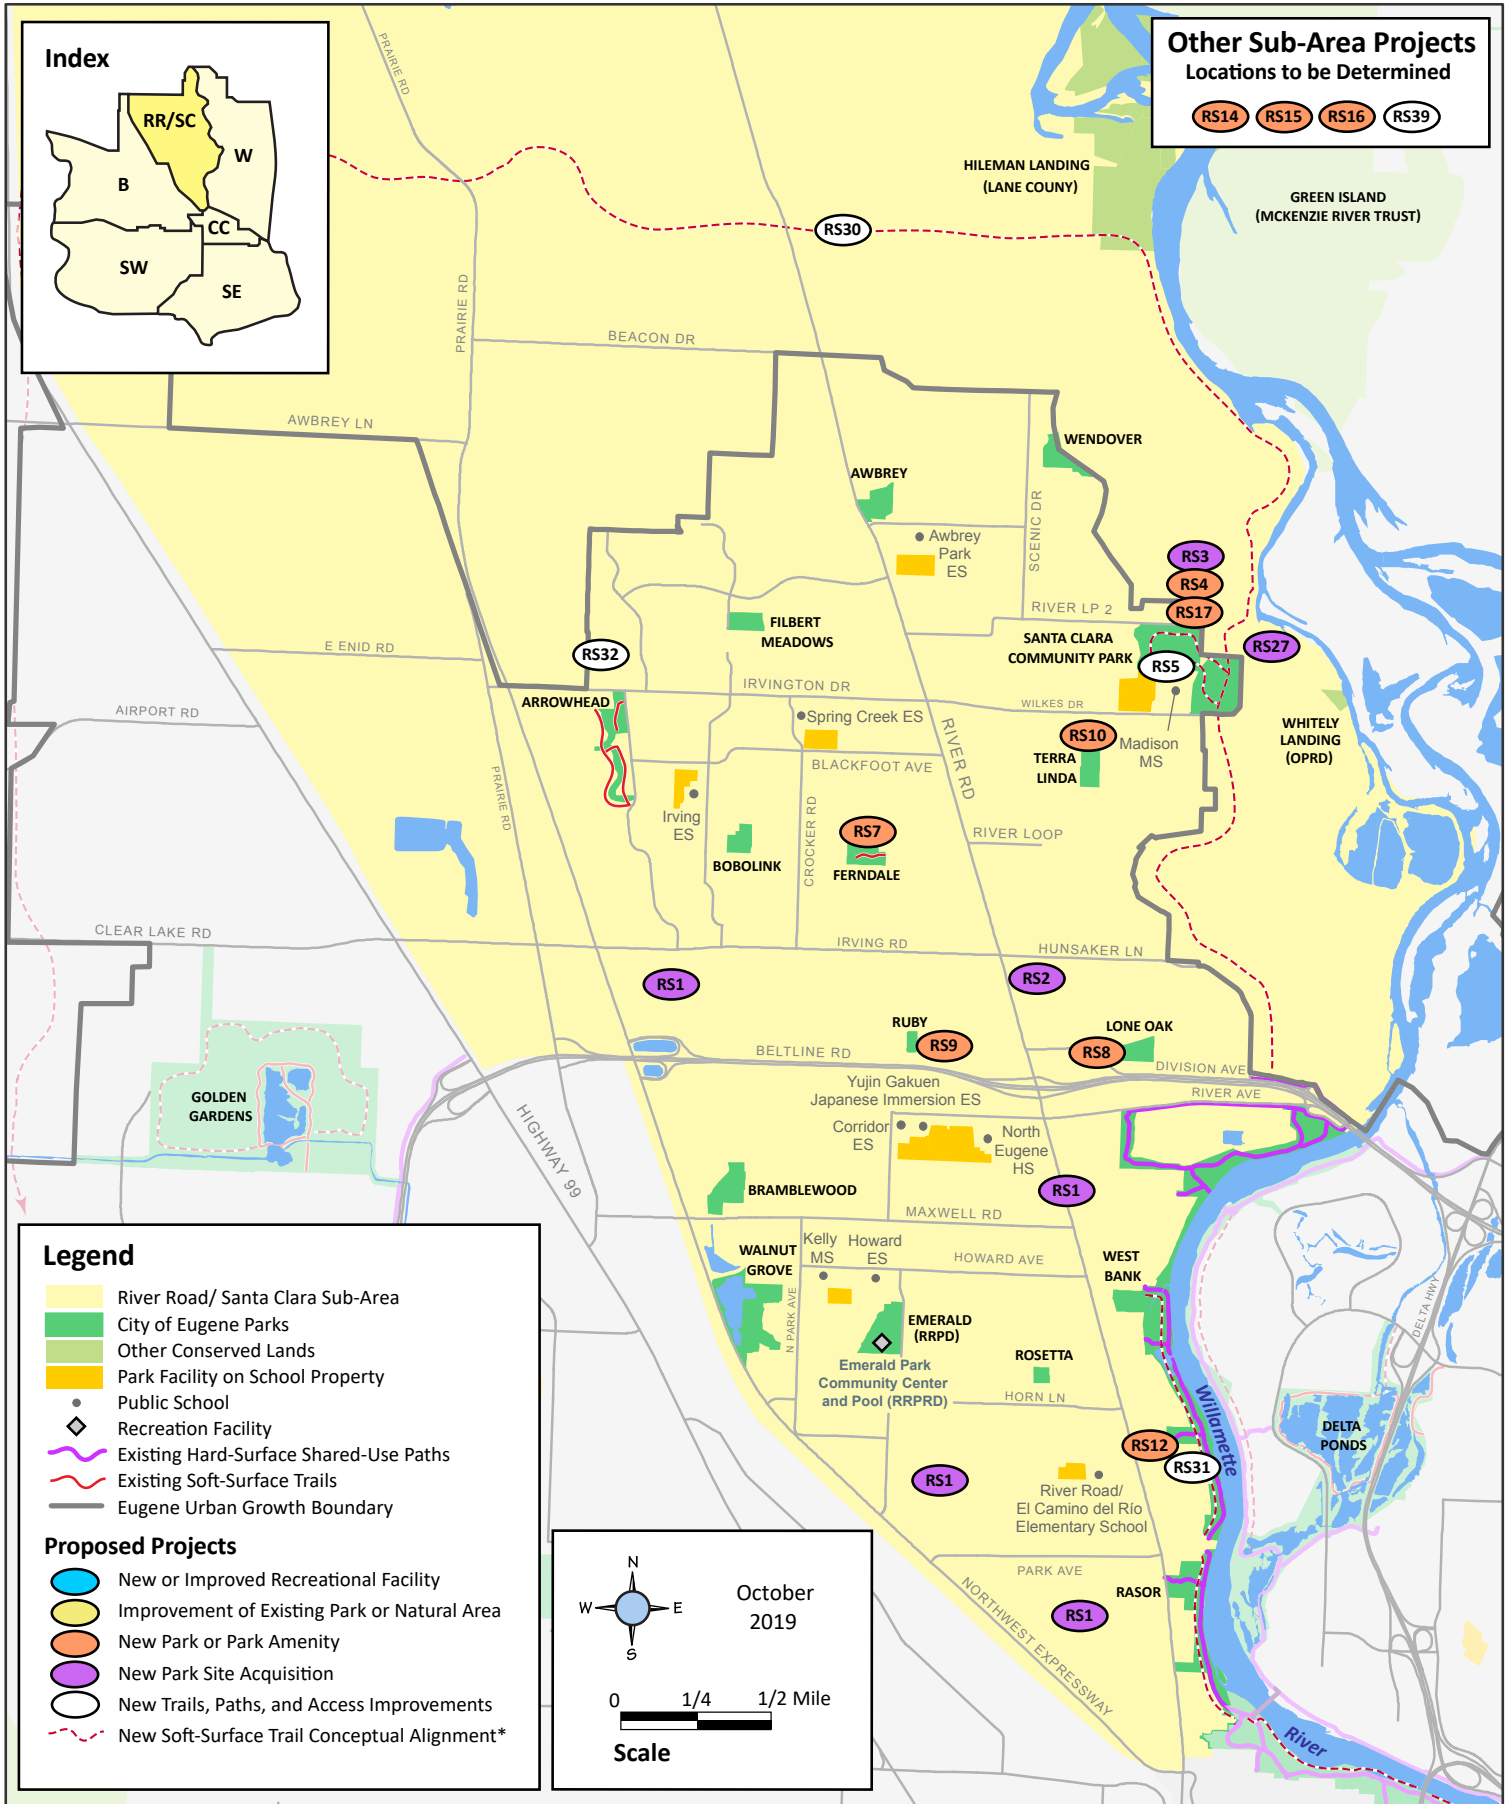 Index
RR/SC
W
B
CC
SW
SE
Other Sub-Area Projects
Locations to be Determined
RS14
RS15
RS16
RS39
PRAIRIE RD
HILEMAN LANDING
(LANE COUNY)
GREEN ISLAND
(MCKENZIE RIVER TRUST)
RS30
PRAIRIE RD
BEACON DR
AWBREY LN
WENDOVER
AWBREY
SCENIC DR
Awbrey
Park
ES
RS3
RS4
RS17
RIVER LP 2
FILBERT
MEADOWS
SANTA CLARA
COMMUNITY PARK
RS5
RS27
E ENID RD
RS32
IRVINGTON DR
ARROWHEAD
WILKES DR
AIRPORT RD
Spring Creek ES
RIVER RD
RS10
Madison
MS
WHITELY
LANDING
(OPRD)
TERRA
LINDA
BLACKFOOT AVE
PRAIRIE RD
Irving
ES
CROCKER RD
RS7
RIVER LOOP
BOBOLINK
FERNDALE
CLEAR LAKE RD
IRVING RD
HUNSAKER LN
RS1
RS2
RUBY
RS9
LONE OAK
RS8
BELTLINE RD
DIVISION AVE
RIVER AVE
Yujin Gakuen
Japanese Immersion ES
GOLDEN
GARDENS
Corridor
ES
North
Eugene
HS
HIGHWAY 99
BRAMBLEWOOD
RS1
MAXWELL RD
Kelly
MS
Howard
ES
HOWARD AVE
WALNUT
GROVE
WEST
BANK
N PARK AVE
EMERALD
(RRPD)
DELTA HWY
Emerald Park
Community Center
and Pool (RRPRD)
ROSETTA
HORN LN
Willamette
DELTA
PONDS
RS12
RS31
RS1
River Road/
El Camino del Río
Elementary School
PARK AVE
RASOR
RS1
NORTHWEST EXPRESSWAY
River
Legend
River Road/ Santa Clara Sub-Area
City of Eugene Parks
Other Conserved Lands
Park Facility on School Property
Public School
Recreation Facility
Existing Hard-Surface Shared-Use Paths
Existing Soft-Surface Trails
Eugene Urban Growth Boundary
Proposed Projects
New or Improved Recreational Facility
Improvement of Existing Park or Natural Area
New Park or Park Amenity
New Park Site Acquisition
New Trails, Paths, and Access Improvements
New Soft-Surface Trail Conceptual Alignment*
N
W
E
S
October
2019
0 1/4 1/2 Mile
Scale